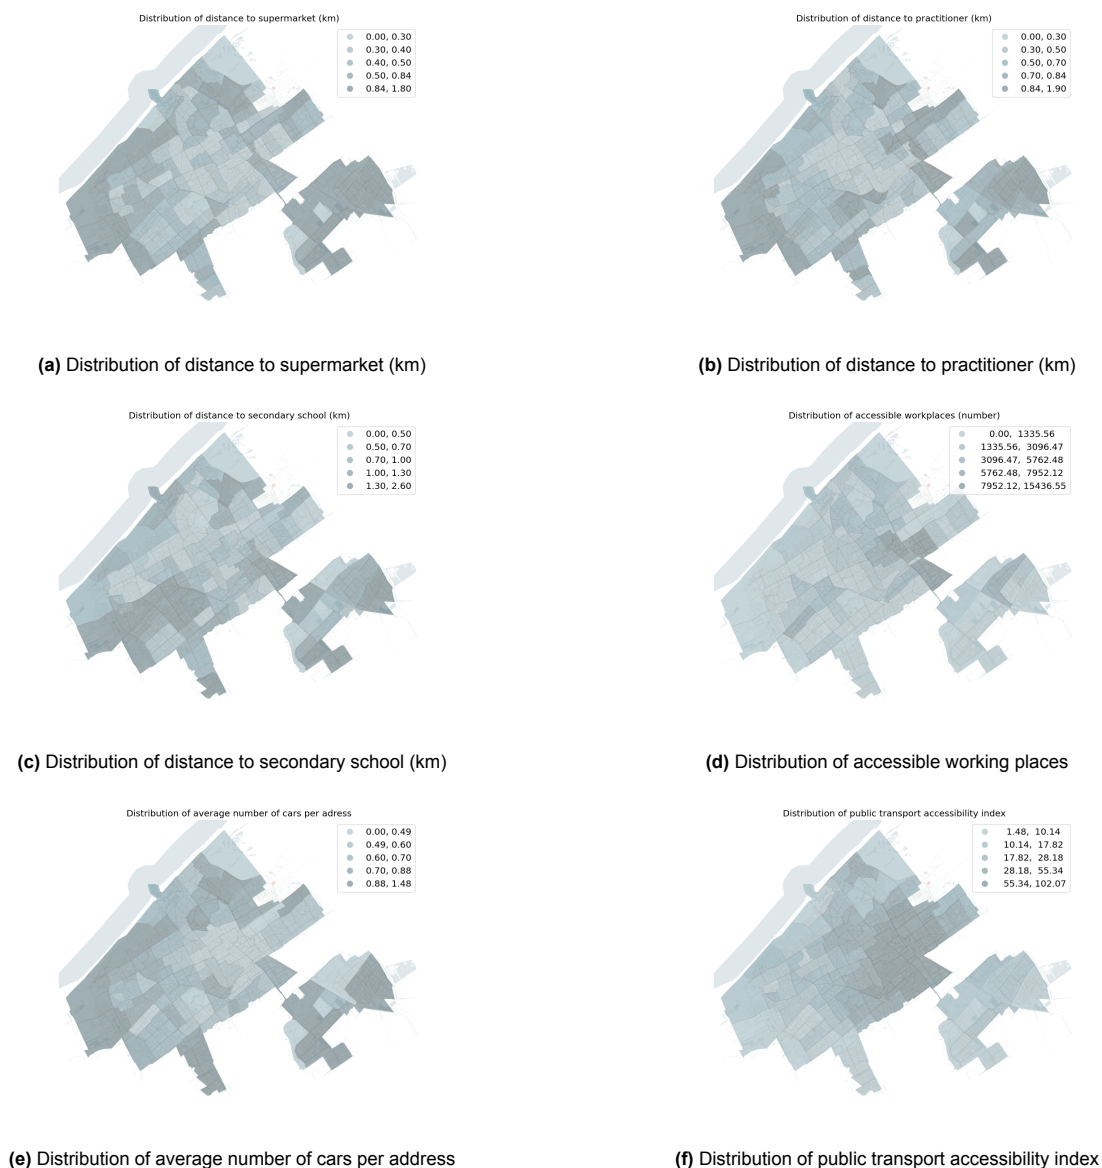 Distribution of distance to supermarket (km)
0.00, 0.30
0.30, 0.40
0.40, 0.50
0.50, 0.84
0.84, 1.80
(a) Distribution of distance to supermarket (km)
Distribution of distance to practitioner (km)
0.00, 0.30
0.30, 0.50
0.50, 0.70
0.70, 0.84
0.84, 1.90
(b) Distribution of distance to practitioner (km)
Distribution of distance to secondary school (km)
0.00, 0.50
0.50, 0.70
0.70, 1.00
1.00, 1.30
1.30, 2.60
(c) Distribution of distance to secondary school (km)
Distribution of accessible workplaces (number)
0.00, 1335.56
1335.56, 3096.47
3096.47, 5762.48
5762.48, 7952.12
7952.12, 15436.55
(d) Distribution of accessible working places
Distribution of average number of cars per adress
0.00, 0.49
0.49, 0.60
0.60, 0.70
0.70, 0.88
0.88, 1.48
(e) Distribution of average number of cars per address
Distribution of public transport accessibility index
1.48, 10.14
10.14, 17.82
17.82, 28.18
28.18, 55.34
55.34, 102.07
(f) Distribution of public transport accessibility index